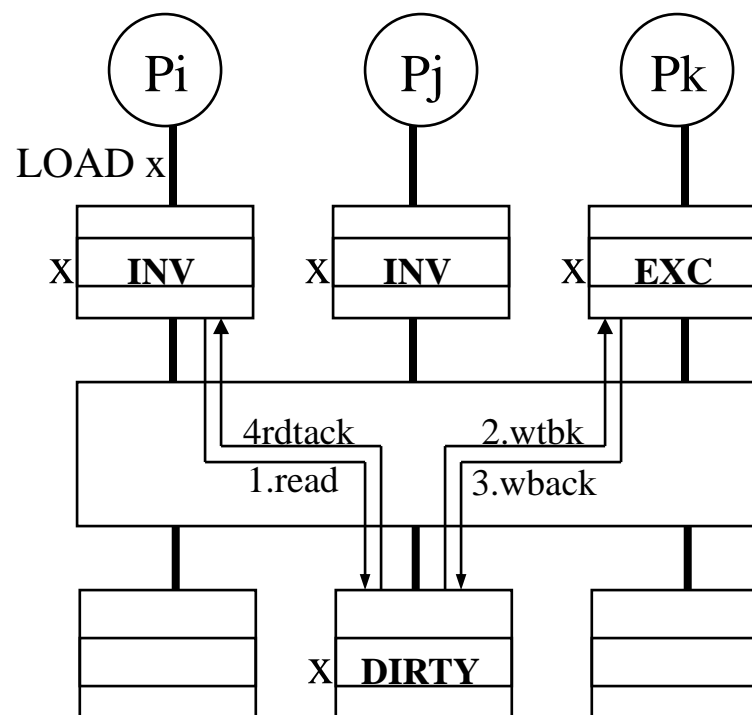 Pi
Pj
Pk
LOAD x
X
INV
X
INV
X
EXC
4rdtack
2.wtbk
1.read
3.wback
X
DIRTY